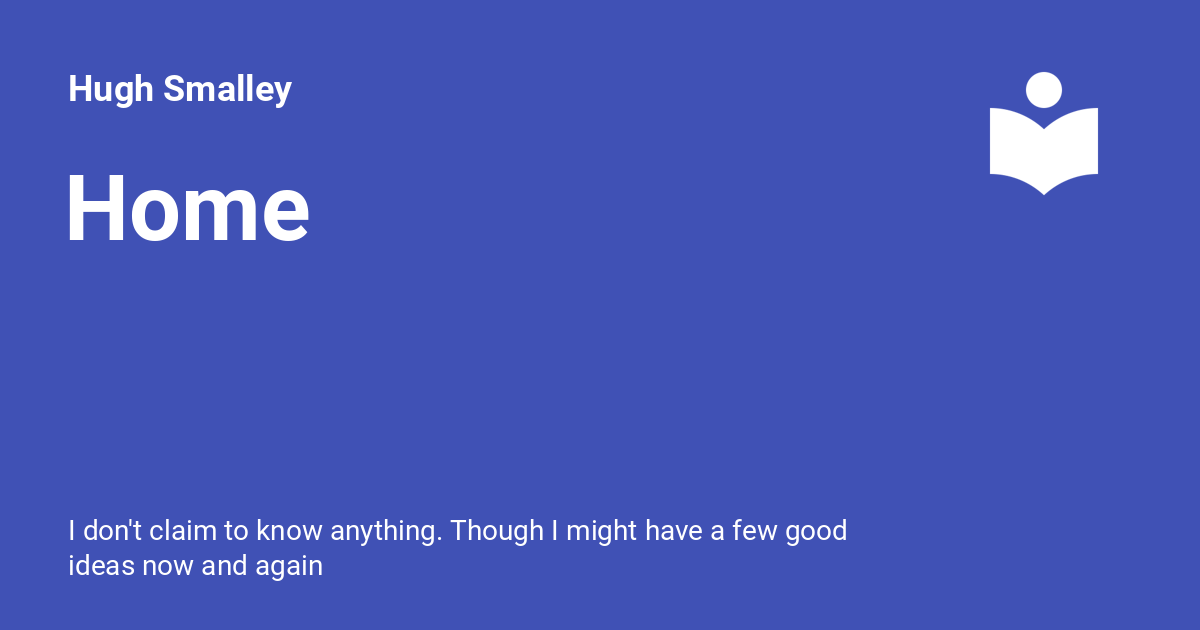 Hugh Smalley
Home
I don't claim to know anything. Though I might have a few good
ideas now and again